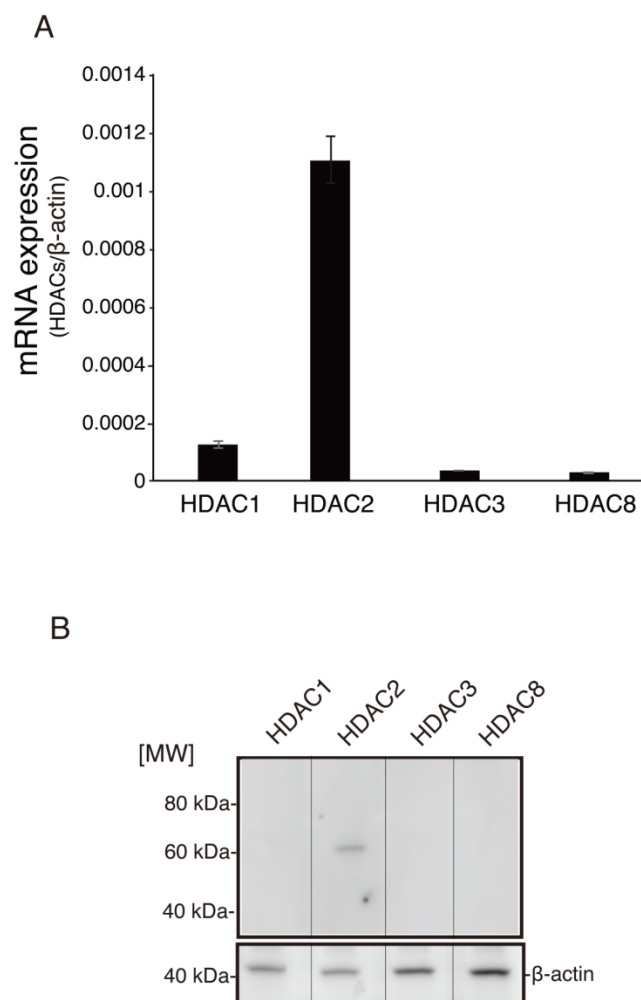 A
mRNA expression
(HDACs/β-actin)
0.0014
0.0012
0.001
0.0008
0.0006
0.0004
0.0002
0
HDAC1 HDAC2 HDAC3 HDAC8
B
HDAC1 HDAC2 HDAC3 HDAC8
[MW]
80 kDa-
60 kDa-
40 kDa-
40 kDa-
-β-actin